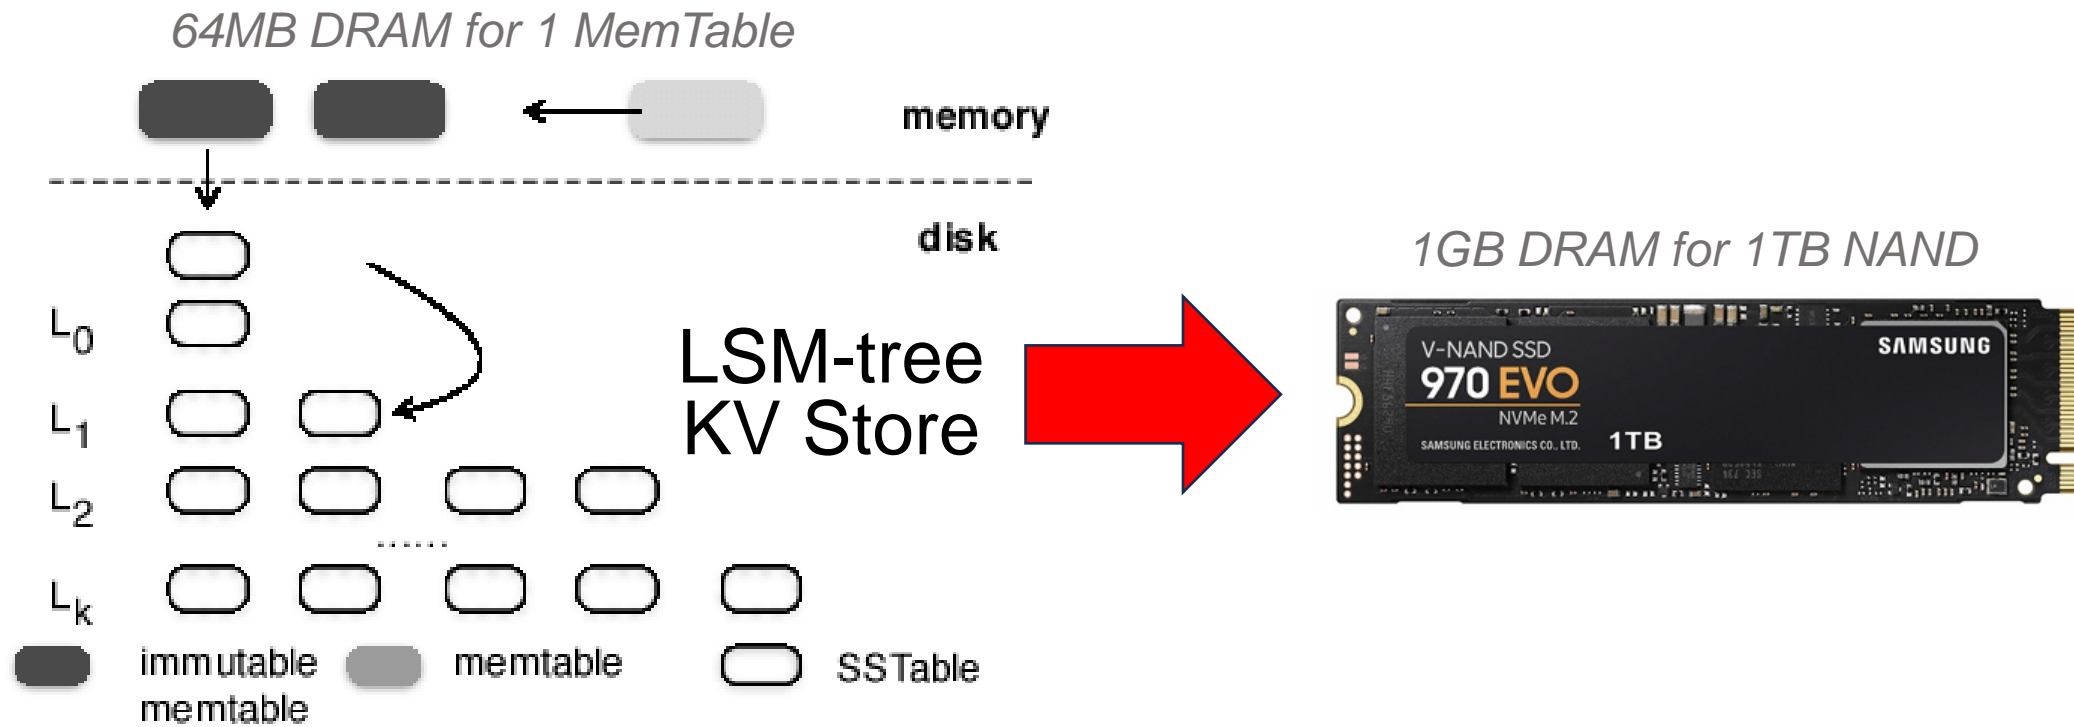 64MB DRAM for 1 MemTable
memory
disk
L0
L1
L2
......
Lk
immutable
memtable
memtable
SSTable
LSM-tree
KV Store
1GB DRAM for 1TB NAND
V-NAND SSD
970 EVO
NVMe M.2
SAMSUNG ELECTRONICS CO., LTD.
1TB
SAMSUNG